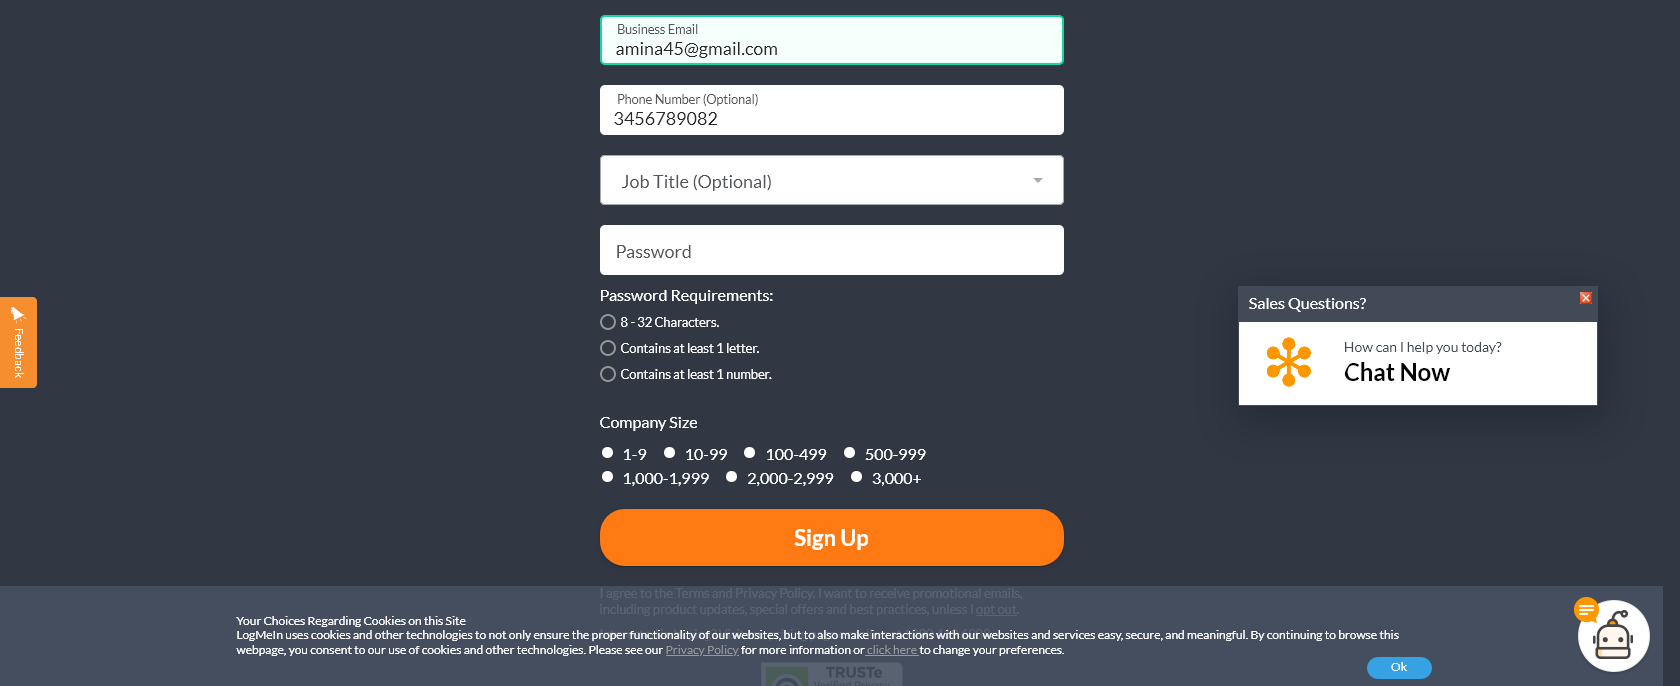 Business Email
amina45@gmail.com
Phone Number (Optional)
3456789082
Job Title (Optional)
Password
Password Requirements:
8 - 32 Characters.
Contains at least 1 letter.
Contains at least 1 number.
Company Size
1-9 10-99 100-499 500-999
1,000-1,999 2,000-2,999 3,000+
Sign Up
Feedback
Sales Questions?
How can I help you today?
Chat Now
I agree to the Terms and Privacy Policy. I want to receive promotional emails,
including product updates, special offers and best practices, unless I opt out.
Your Choices Regarding Cookies on this Site
LogMeIn uses cookies and other technologies to not only ensure the proper functionality of our websites, but to also make interactions with our websites and services easy, secure, and meaningful. By continuing to browse this
webpage, you consent to our use of cookies and other technologies. Please see our Privacy Policy for more information or click here to change your preferences.
Ok
TRUSTe
Verified Privacy